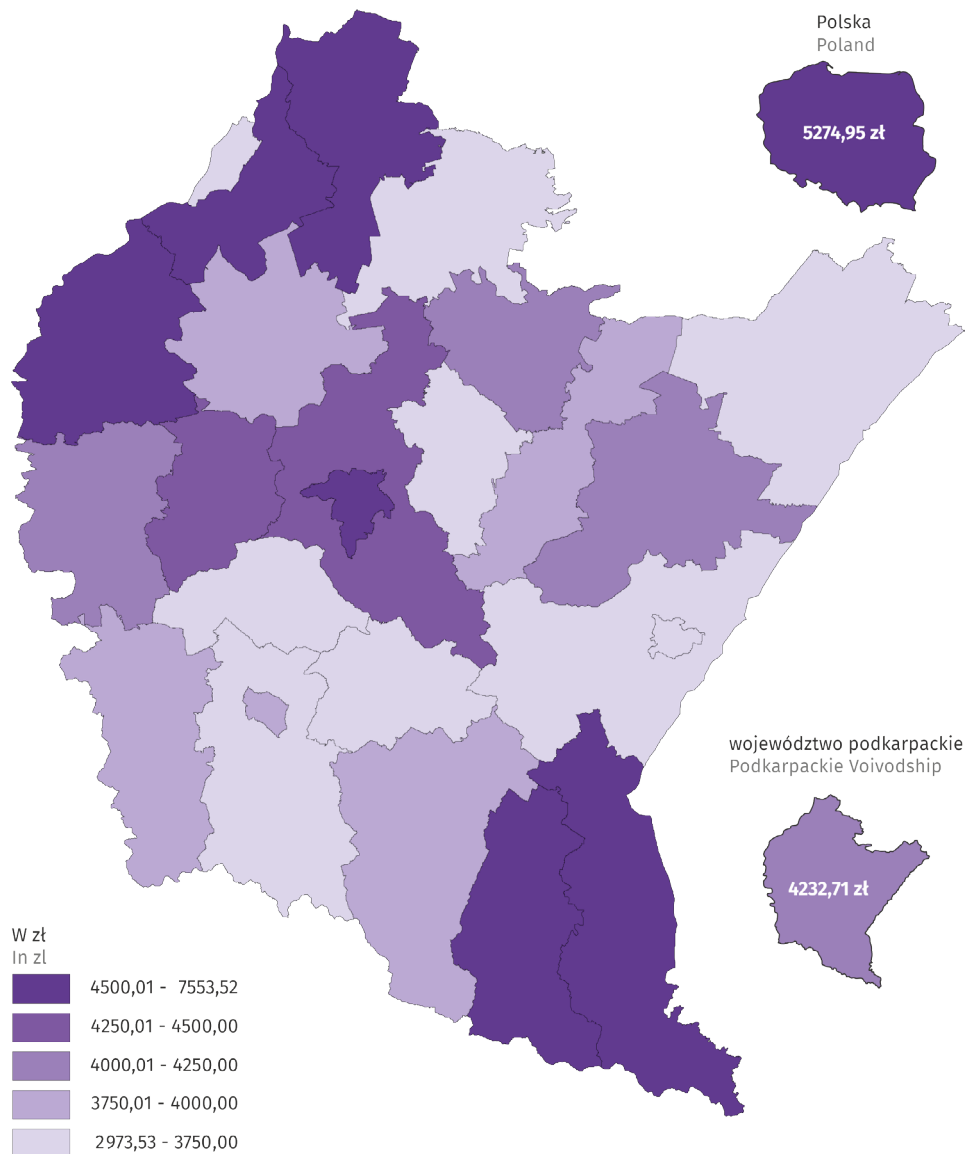 Polska
Poland
5274,95 zł
województwo podkarpackie
Podkarpackie Voivodship
4232,71 zł
W zł
In zl
4500,01 - 7553,52
4250,01 - 4500,00
4000,01 - 4250,00
3750,01 - 4000,00
2973,53 - 3750,00